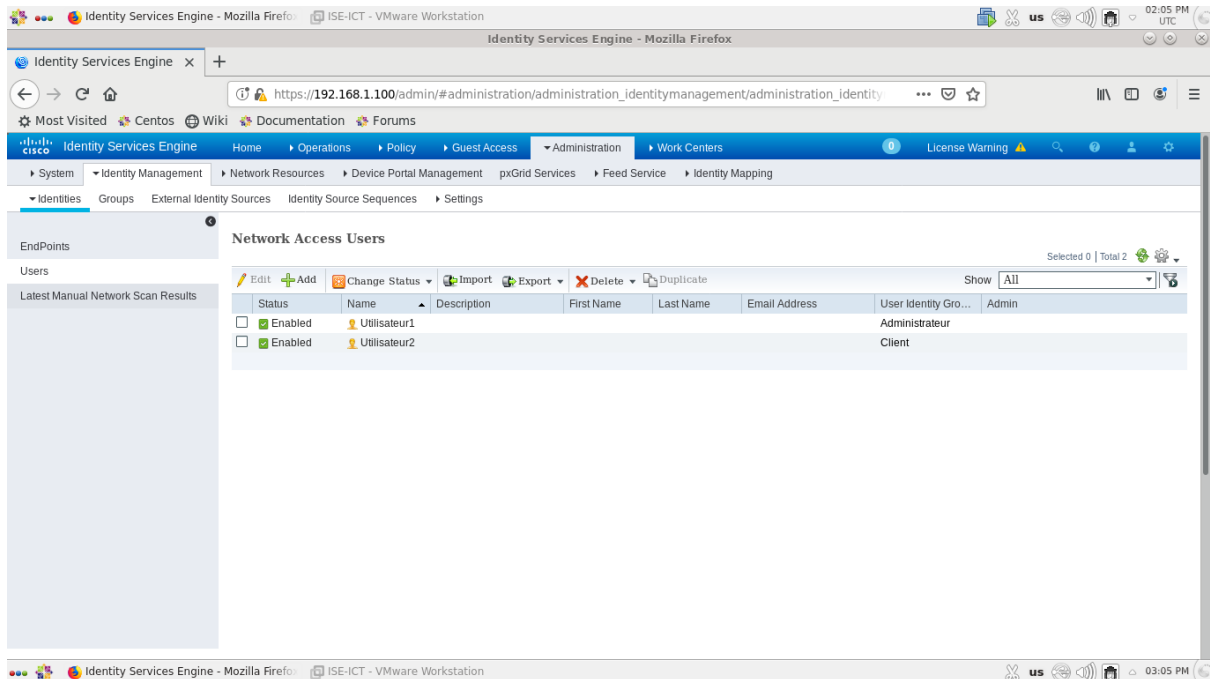 Identity Services Engine - Mozilla Firefo ISE-ICT - VMware Workstation us 02:05 PM UTC
Identity Services Engine - Mozilla Firefox
Identity Services Engine
https://192.168.1.100/admin/#administration/administration_identitymanagement/administration_identity
Most Visited Centos Wiki Documentation Forums
CISCO Identity Services Engine Home Operations Policy Guest Access Administration Work Centers 0 License Warning
System Identity Management Network Resources Device Portal Management pxGrid Services Feed Service Identity Mapping
Identities Groups External Identity Sources Identity Source Sequences Settings
EndPoints
Users
Latest Manual Network Scan Results
Network Access Users
Selected 0 | Total 2
Edit Add Change Status Import Export Delete Duplicate Show All
Status Name Description First Name Last Name Email Address User Identity Gro... Admin
Enabled Utilisateur1 Administrateur
Enabled Utilisateur2 Client
Identity Services Engine - Mozilla Firefo ISE-ICT - VMware Workstation us 03:05 PM